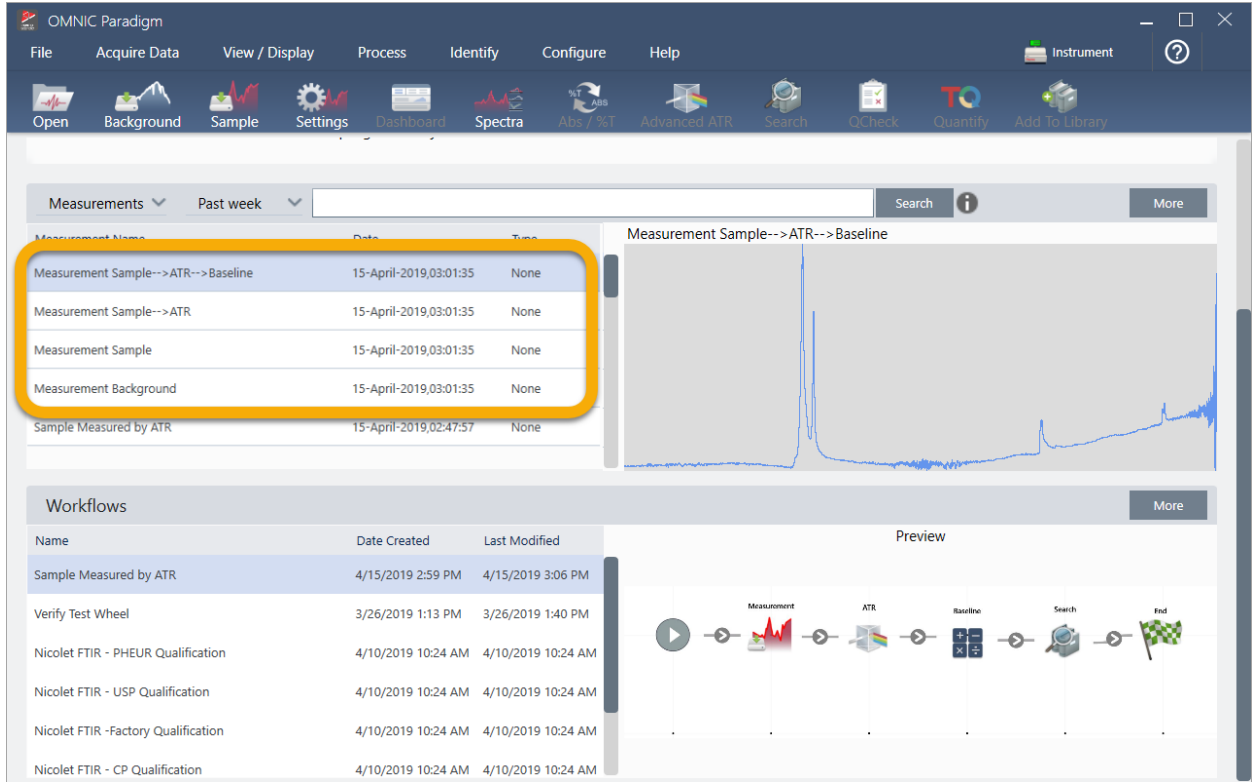 OMNIC Paradigm
File Acquire Data View / Display Process Identify Configure Help Instrument
%T ABS
Open Background Sample Settings Dashboard Spectra Abs / %T Advanced ATR Search QCheck Quantify Add To Library
Measurements Past week Search More
Measurement Name Date Type
Measurement Sample-->ATR-->Baseline
Measurement Sample-->ATR-->Baseline 15-April-2019,03:01:35 None
Measurement Sample-->ATR 15-April-2019,03:01:35 None
Measurement Sample 15-April-2019,03:01:35 None
Measurement Background 15-April-2019,03:01:35 None
Sample Measured by ATR 15-April-2019,02:47:57 None
Workflows More
Name Date Created Last Modified
Preview
Sample Measured by ATR 4/15/2019 2:59 PM 4/15/2019 3:06 PM
Verify Test Wheel 3/26/2019 1:13 PM 3/26/2019 1:40 PM
Nicolet FTIR - PHEUR Qualification 4/10/2019 10:24 AM 4/10/2019 10:24 AM
Nicolet FTIR - USP Qualification 4/10/2019 10:24 AM 4/10/2019 10:24 AM
Nicolet FTIR -Factory Qualification 4/10/2019 10:24 AM 4/10/2019 10:24 AM
Nicolet FTIR - CP Qualification 4/10/2019 10:24 AM 4/10/2019 10:24 AM
Measurement ATR Baseline Search End